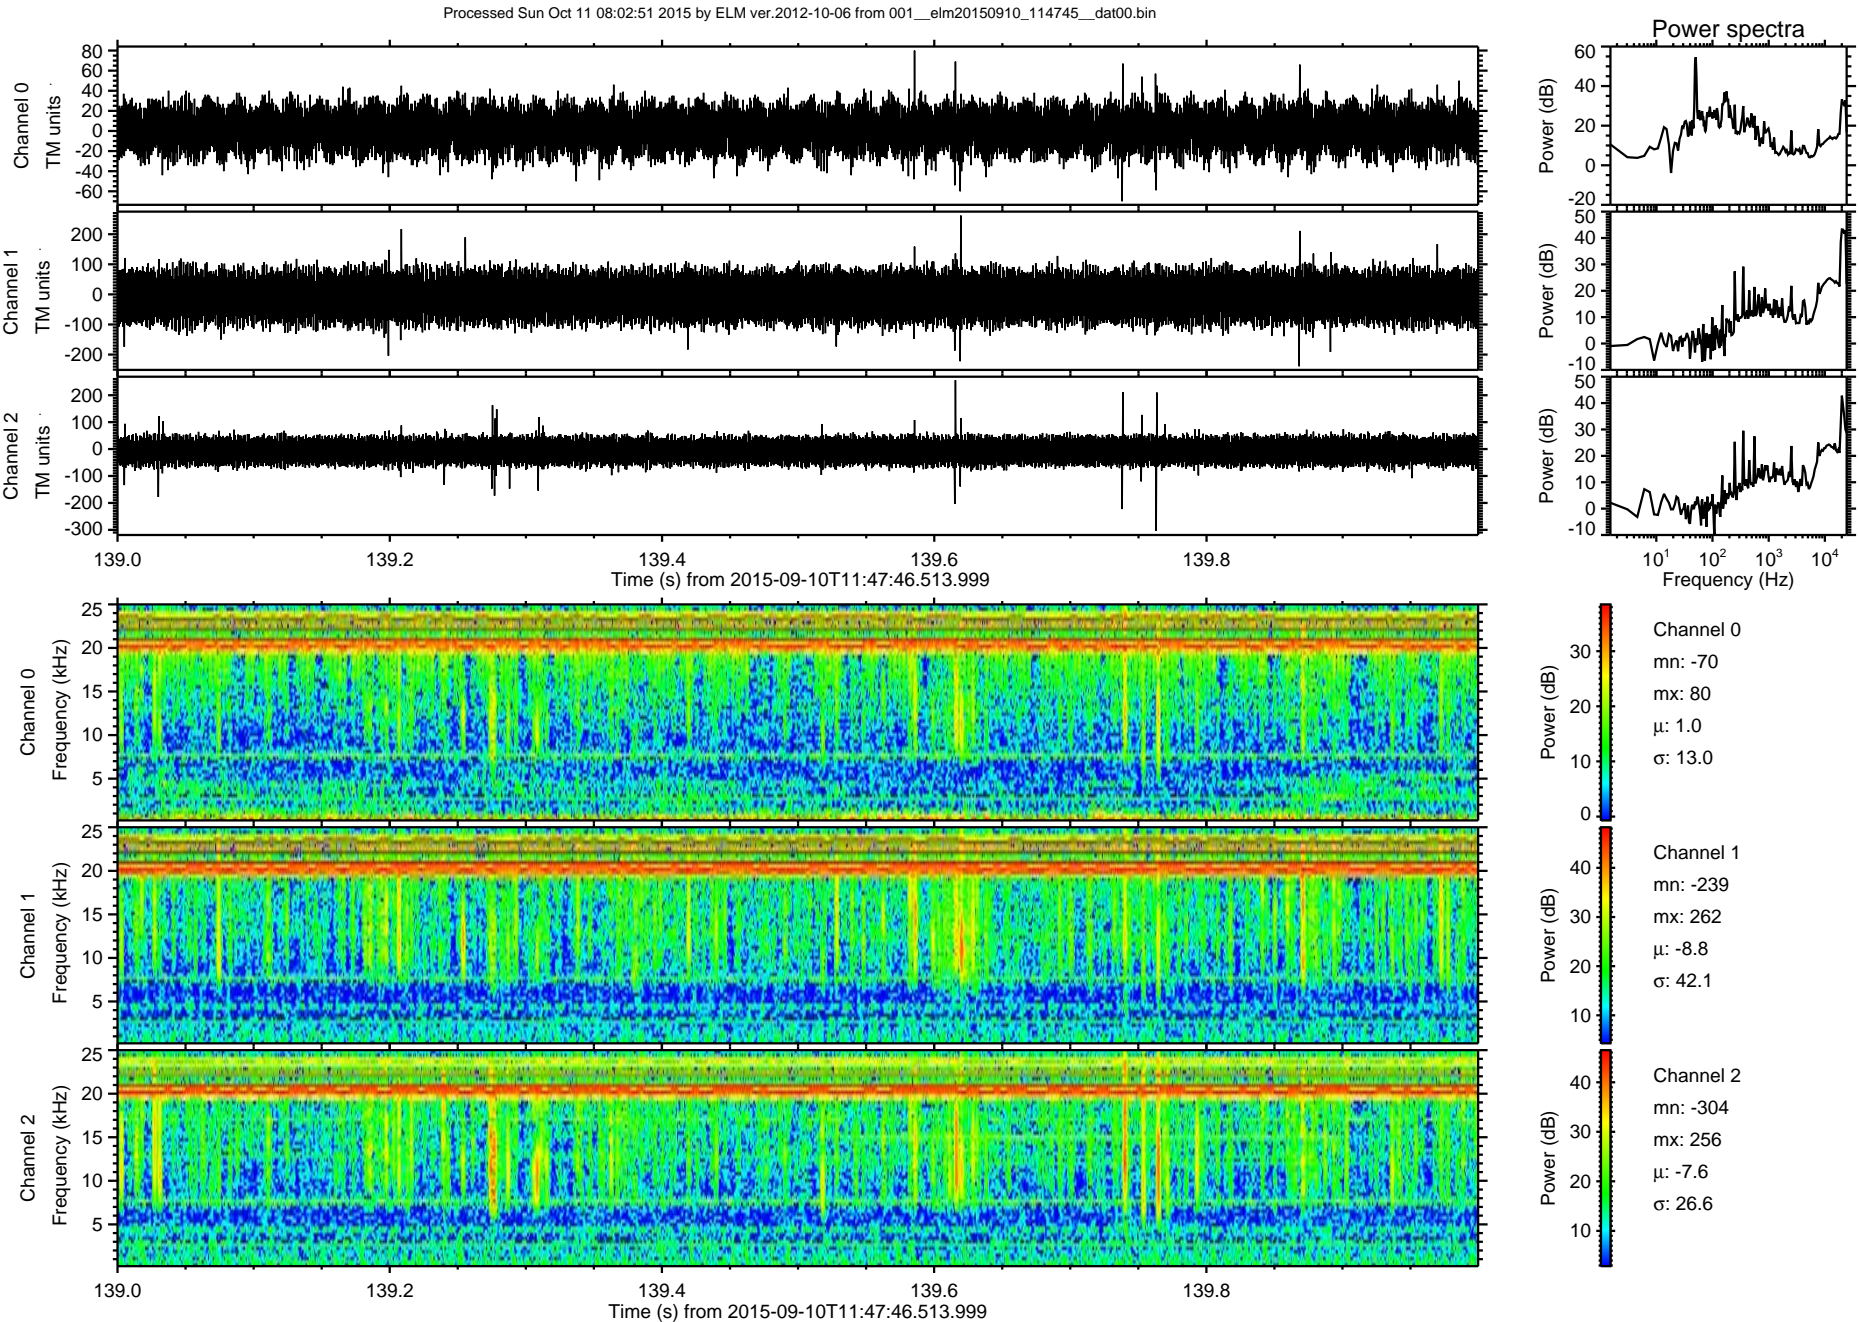 Processed Sun Oct 11 08:02:51 2015 by ELM ver.2012-10-06 from 001__elm20150910_114745__dat00.bin
Power spectra
Channel 0
TM units
80
60
40
20
0
-20
-40
-60
Power (dB)
60
40
20
0
-20
Channel 1
TM units
200
100
0
-100
-200
Power (dB)
50
40
30
20
10
0
-10
Channel 2
TM units
200
100
0
-100
-200
-300
Power (dB)
50
40
30
20
10
0
-10
139.0 139.2 139.4 139.6 139.8
Time (s) from 2015-09-10T11:47:46.513.999
10¹ 10² 10³ 10⁴
Frequency (Hz)
Channel 0
Frequency (kHz)
25
20
15
10
5
Power (dB)
30
20
10
0
Channel 0
mn: -70
mx: 80
μ: 1.0
σ: 13.0
Channel 1
Frequency (kHz)
25
20
15
10
5
Power (dB)
40
30
20
10
Channel 1
mn: -239
mx: 262
μ: -8.8
σ: 42.1
Channel 2
Frequency (kHz)
25
20
15
10
5
Power (dB)
40
30
20
10
Channel 2
mn: -304
mx: 256
μ: -7.6
σ: 26.6
139.0 139.2 139.4 139.6 139.8
Time (s) from 2015-09-10T11:47:46.513.999